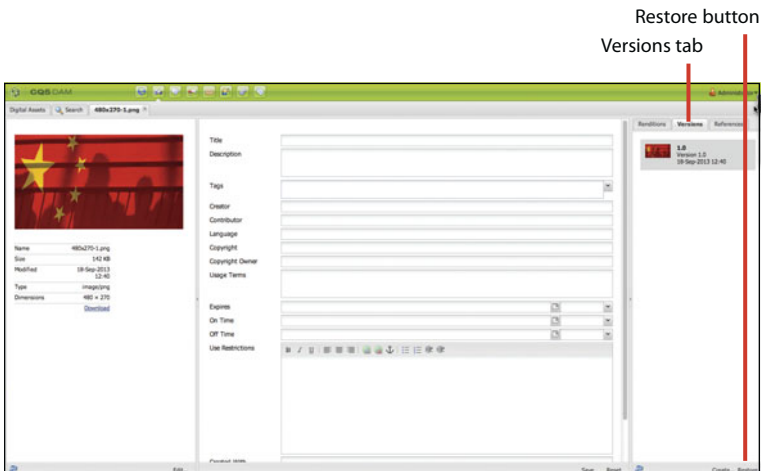 Restore button
Versions tab
CQ5 DAM
Administrator
Digital Assets
Search
480x270-1.png
Renditions
Versions
References
1.0
Version 1.0
18-Sep-2013 12:40
Title
Description
Tags
Creator
Contributor
Language
Copyright
Copyright Owner
Usage Terms
Expires
On Time
Off Time
Use Restrictions
B I U
Created With
Name 480x270-1.png
Size 142 KB
Modified 18-Sep-2013
12:40
Type image/png
Dimensions 480 × 270
Download
Edit
Save Reset
Create Restore